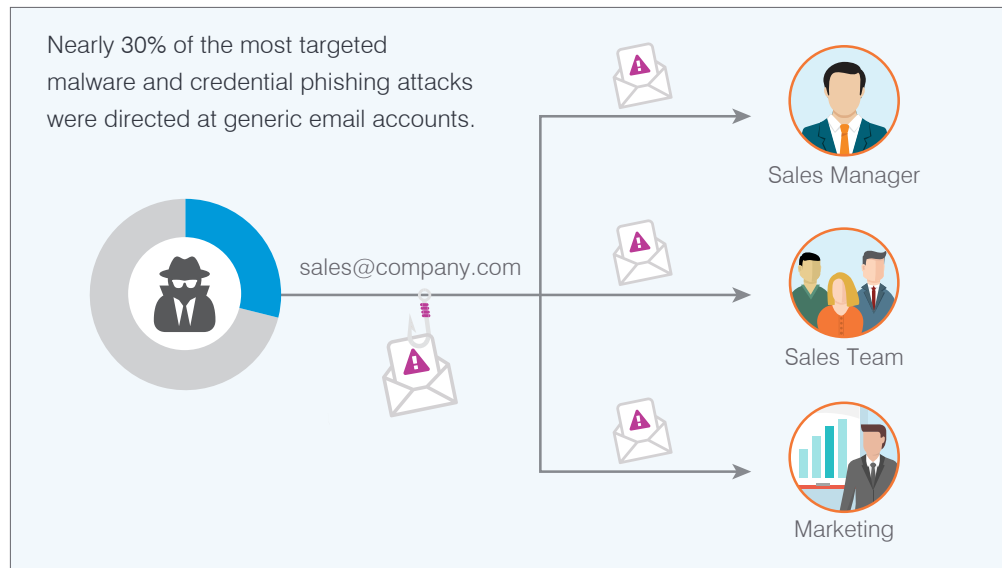 Nearly 30% of the most targeted
malware and credential phishing attacks
were directed at generic email accounts.
sales@company.com
Sales Manager
Sales Team
Marketing